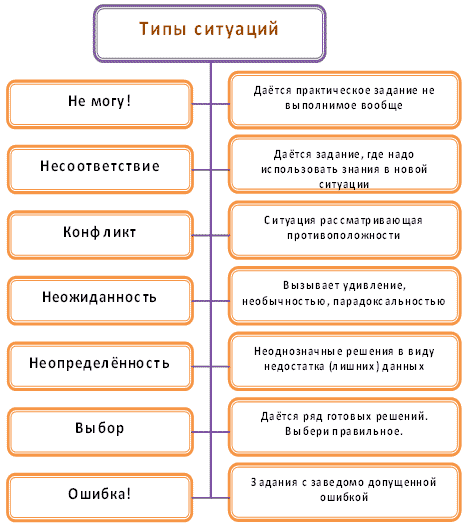 Типы ситуаций
Не могу!
Даётся практическое задание не
выполнимое вообще
Несоответствие
Даётся задание, где надо
использовать знания в новой
ситуации
Конфликт
Ситуация рассматривающая
противоположности
Неожиданность
Вызывает удивление,
необычностью, парадоксальностью
Неопределённость
Неоднозначные решения в виду
недостатка (лишних) данных
Выбор
Даётся ряд готовых решений.
Выбери правильное.
Ошибка!
Задания с заведомо допущенной
ошибкой